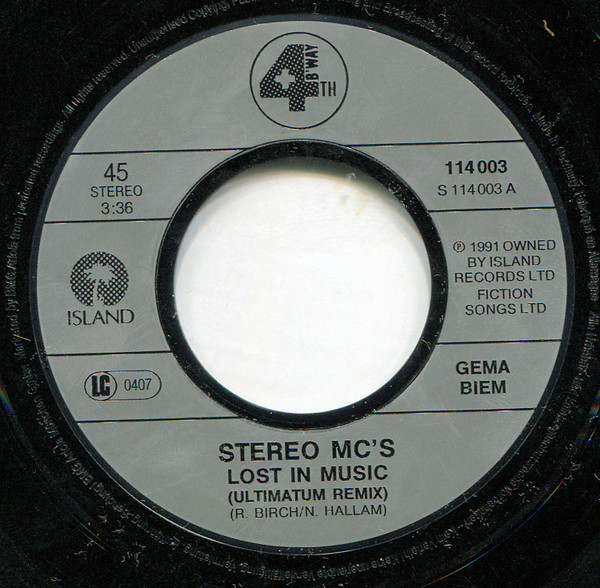 4TH B'WAY
45
STEREO
3:36
114 003
S 114 003 A
ISLAND
℗ 1991 OWNED
BY ISLAND
RECORDS LTD
FICTION
SONGS LTD
LC 0407
GEMA
BIEM
STEREO MC'S
LOST IN MUSIC
(ULTIMATUM REMIX)
(R. BIRCH/N. HALLAM)